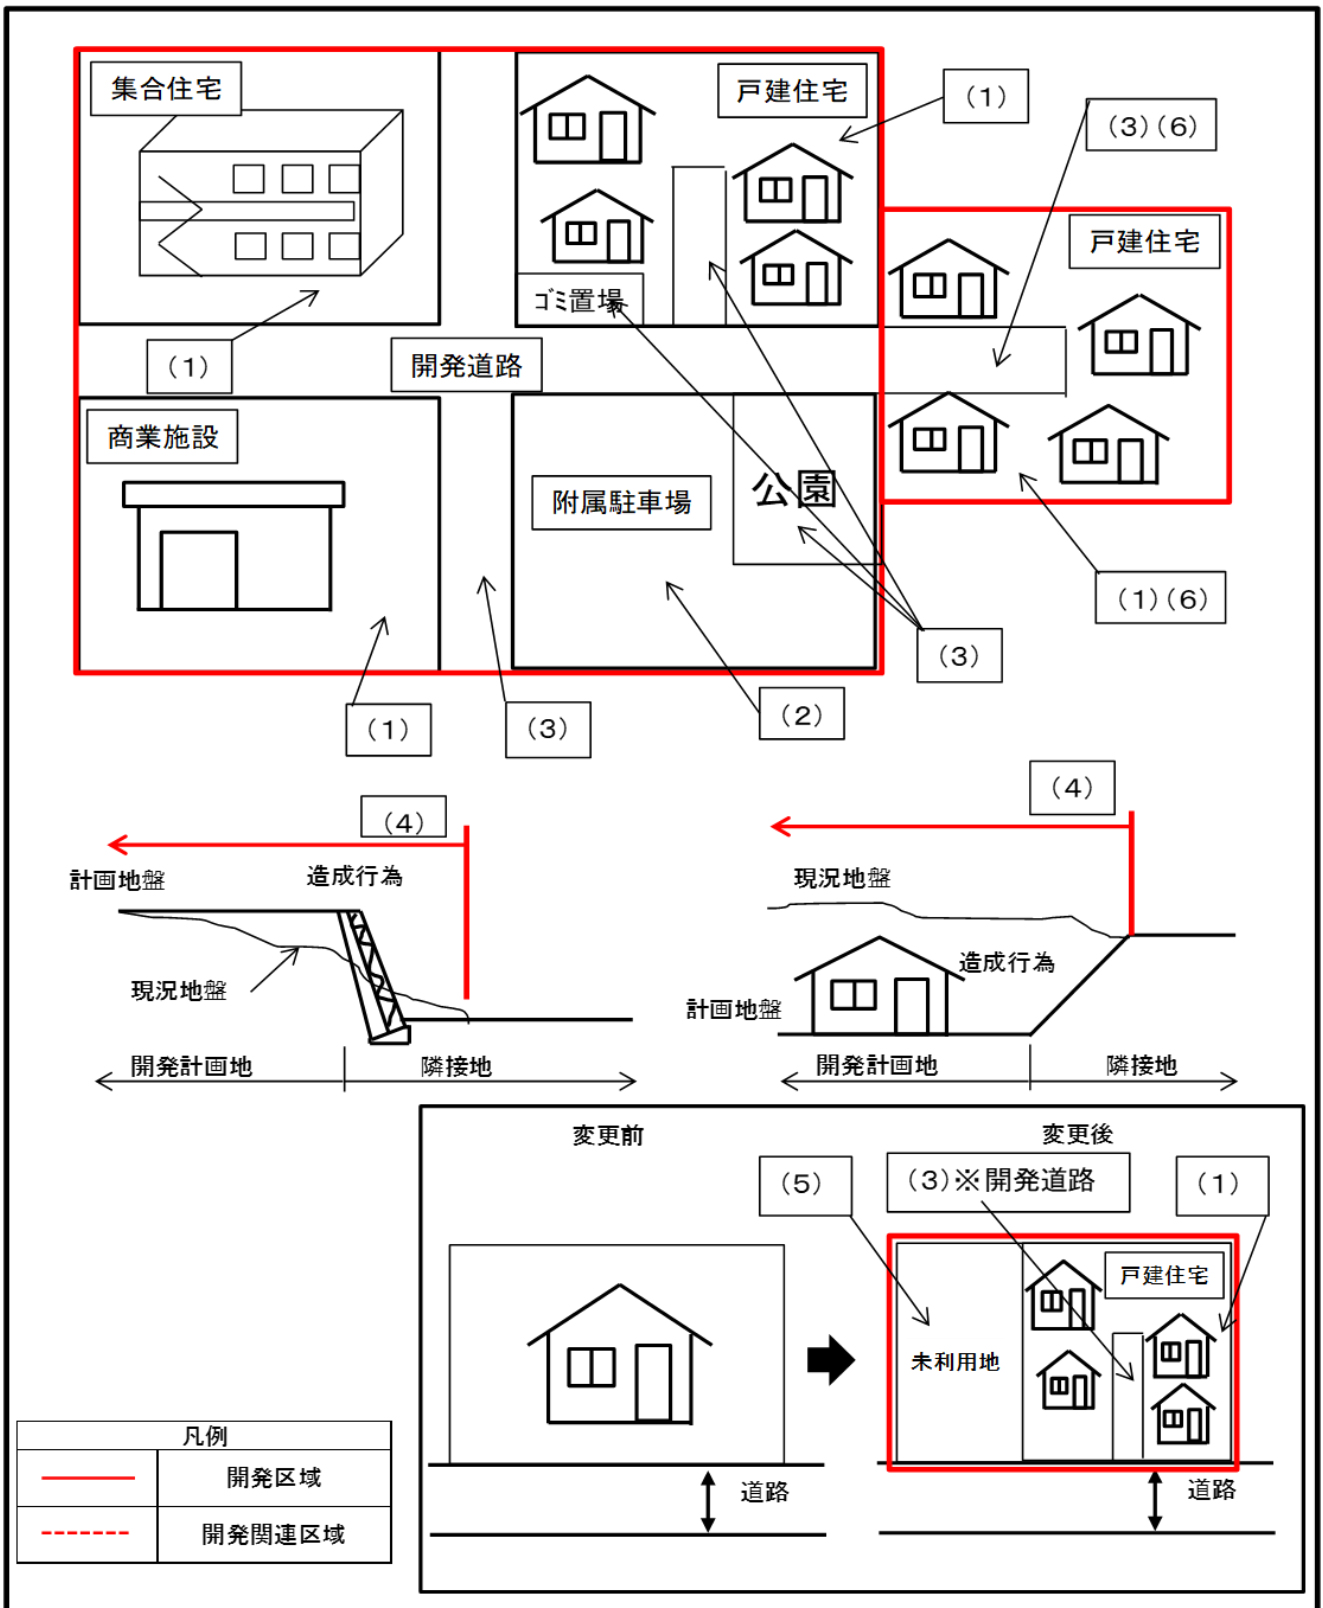 集合住宅
戸建住宅
（1）
（3）（6）
戸建住宅
ゴミ置場
（1）
開発道路
商業施設
附属駐車場
公園
（1）（6）
（3）
（1）
（3）
（2）
（4）
計画地盤
造成行為
現況地盤
開発計画地
隣接地
（4）
現況地盤
造成行為
計画地盤
開発計画地
隣接地
変更前
変更後
（5）
（3）※開発道路
（1）
戸建住宅
未利用地
道路
道路
凡例
開発区域
開発関連区域